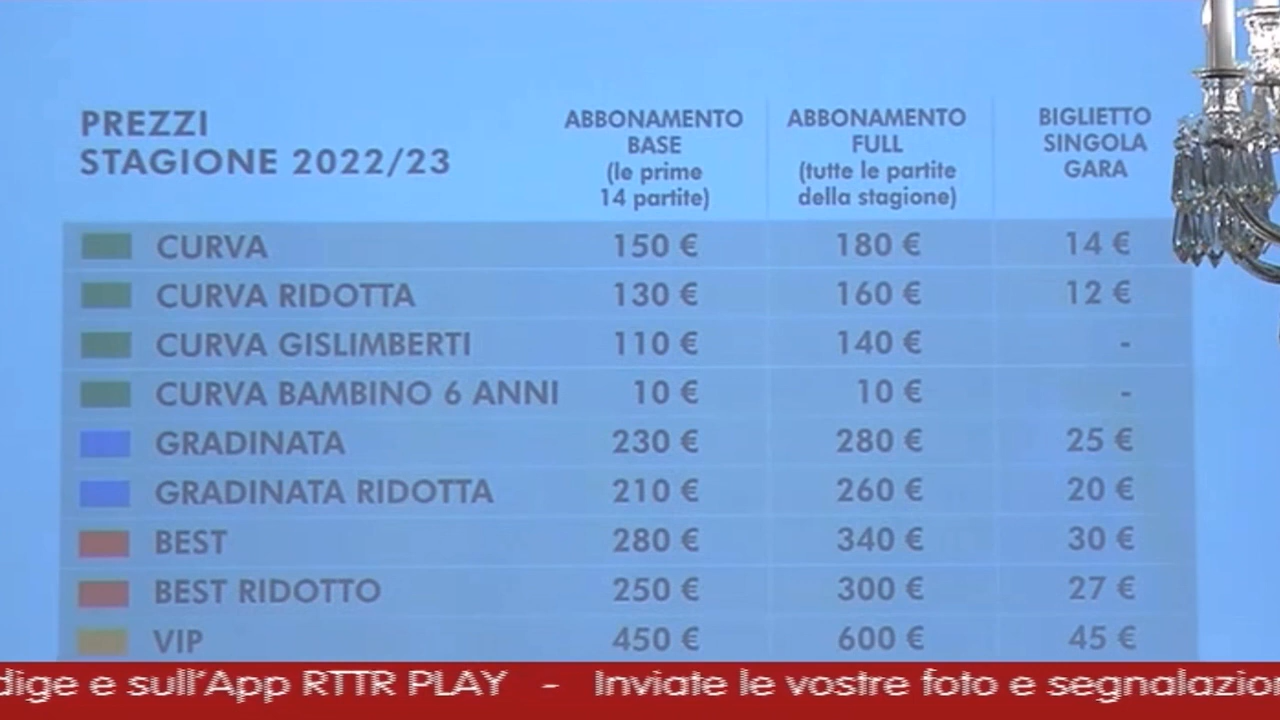 PREZZI
STAGIONE 2022/23
ABBONAMENTO
BASE
(le prime
14 partite)
ABBONAMENTO
FULL
(tutte le partite
della stagione)
BIGLIETTO
SINGOLA
GARA
CURVA 150 € 180 € 14 €
CURVA RIDOTTA 130 € 160 € 12 €
CURVA GISLIMBERTI 110 € 140 € -
CURVA BAMBINO 6 ANNI 10 € 10 € -
GRADINATA 230 € 280 € 25 €
GRADINATA RIDOTTA 210 € 260 € 20 €
BEST 280 € 340 € 30 €
BEST RIDOTTO 250 € 300 € 27 €
VIP 450 € 600 € 45 €
dige e sull'App RTTR PLAY - Inviate le vostre foto e segnalazion